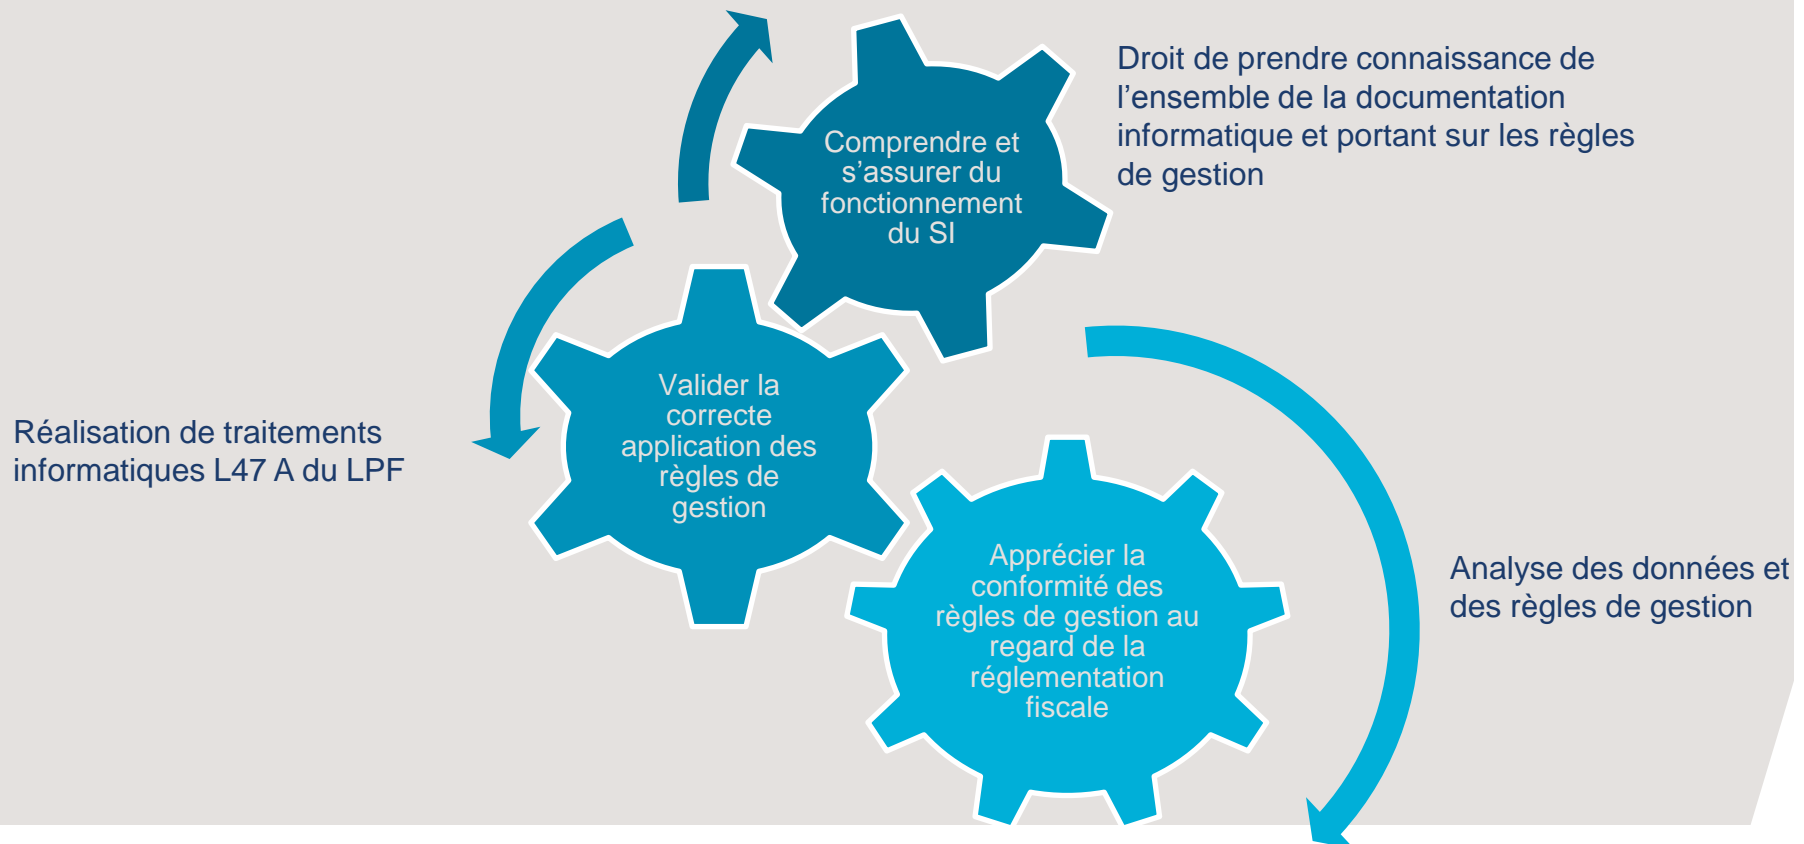 Comprendre et
s’assurer du
fonctionnement
du SI
Droit de prendre connaissance de
l’ensemble de la documentation
informatique et portant sur les règles
de gestion
Valider la
correcte
application des
règles de
gestion
Réalisation de traitements
informatiques L47 A du LPF
Apprécier la
conformité des
règles de gestion au
regard de la
réglementation
fiscale
Analyse des données et
des règles de gestion